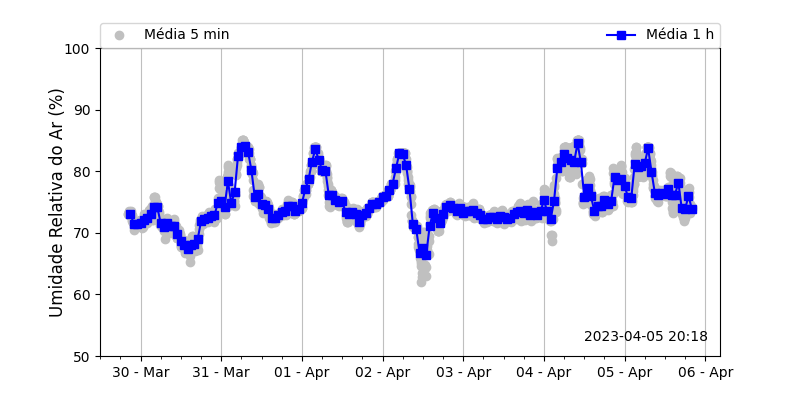 Média 5 min
Média 1 h
Umidade Relativa do Ar (%)
100
90
80
70
60
50
2023-04-05 20:18
30 - Mar
31 - Mar
01 - Apr
02 - Apr
03 - Apr
04 - Apr
05 - Apr
06 - Apr